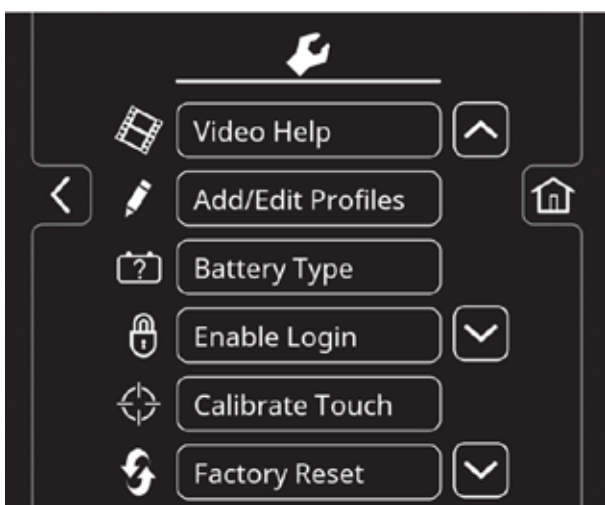 Video Help
Add/Edit Profiles
?
Battery Type
Enable Login
Calibrate Touch
Factory Reset